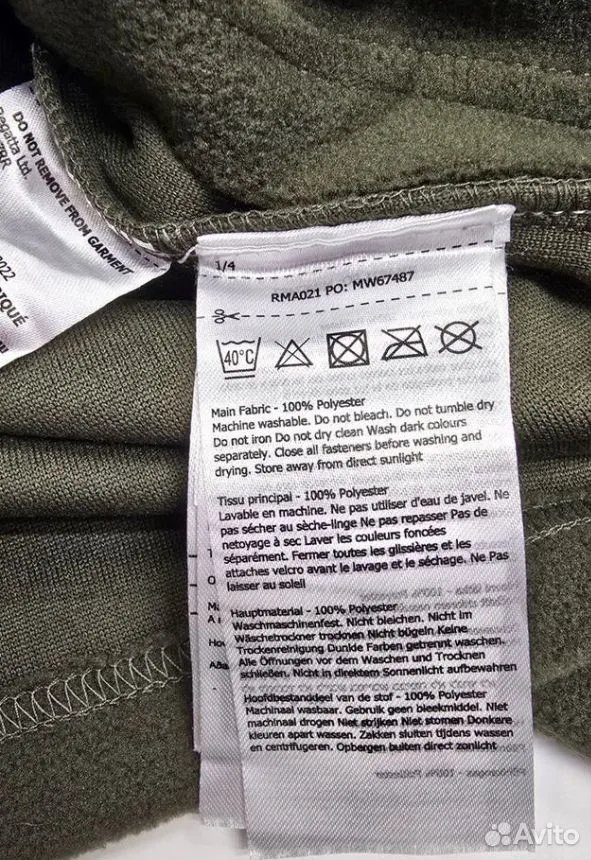 Regatta Ltd.
DO NOT REMOVE FROM GARMENT
2022
1/4
RMA021 PO: MW67487
40°C
Main Fabric - 100% Polyester
Machine washable. Do not bleach. Do not tumble dry
Do not iron Do not dry clean Wash dark colours
separately. Close all fasteners before washing and
drying. Store away from direct sunlight
Tissu principal - 100% Polyester
Lavable en machine. Ne pas utiliser d'eau de javel. Ne
pas sécher au sèche-linge Ne pas repasser Pas de
netoyage à sec Laver les couleurs foncées
séparément. Fermer toutes les glissières et les
attaches velcro avant le lavage et le séchage. Ne pas
laisser au soleil
Hauptmaterial - 100% Polyester
Waschmaschinenfest. Nicht bleichen. Nicht im
Wäschetrockner trocknen Nicht bügeln Keine
Trockenreinigung Dunkle Farben getrennt waschen.
Alle Öffnungen vor dem Waschen und Trocknen
schließen. Nicht in direktem Sonnenlicht aufbewahren
Hoofdbestanddeel van de stof - 100% Polyester
Machinaal wasbaar. Gebruik geen bleekmiddel. Niet
machinaal drogen Niet strijken Niet stomen Donkere
kleuren apart wassen. Zakken sluiten tijdens wassen
en centrifugeren. Opbergen buiten direct zonlicht
Avito